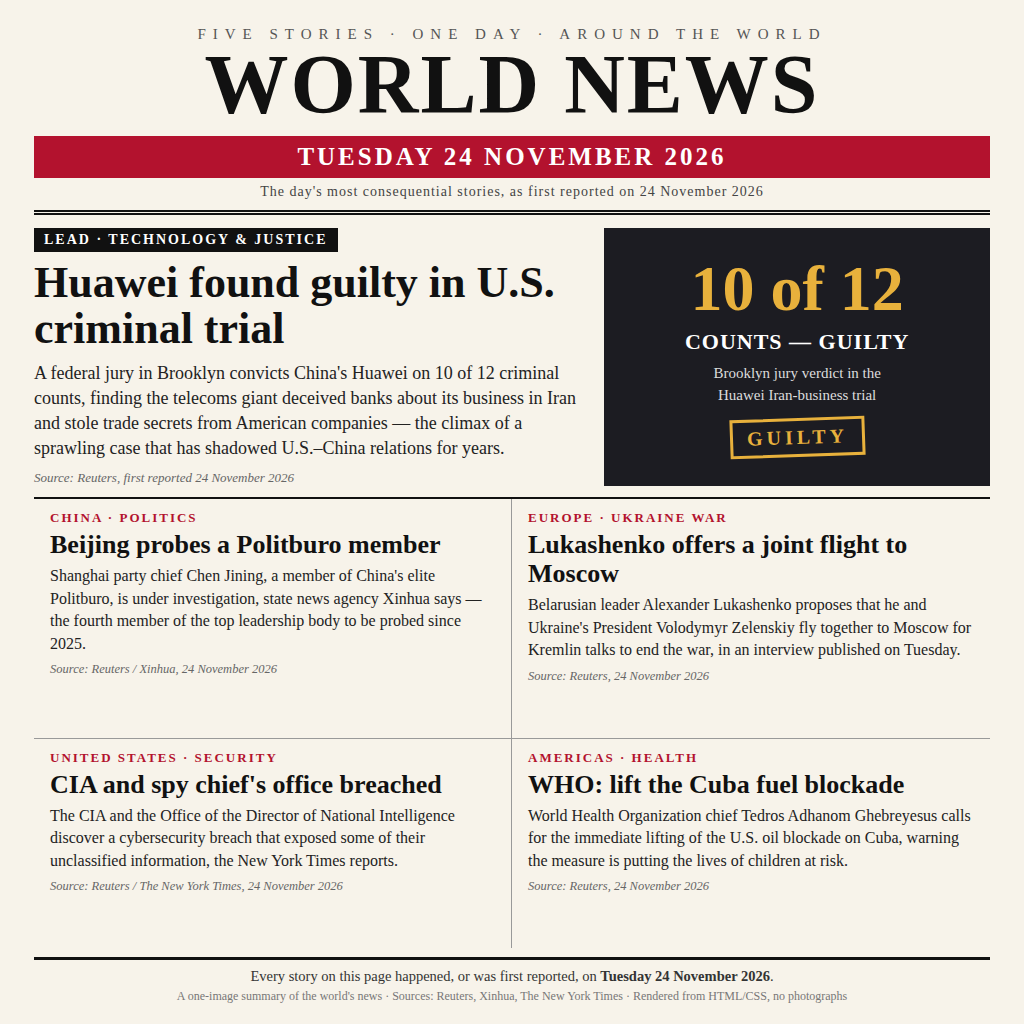 FIVE STORIES · ONE DAY · AROUND THE WORLD
WORLD NEWS
TUESDAY 24 NOVEMBER 2026
The day's most consequential stories, as first reported on 24 November 2026
LEAD · TECHNOLOGY & JUSTICE
Huawei found guilty in U.S.
criminal trial
A federal jury in Brooklyn convicts China's Huawei on 10 of 12 criminal
counts, finding the telecoms giant deceived banks about its business in Iran
and stole trade secrets from American companies — the climax of a
sprawling case that has shadowed U.S.–China relations for years.
Source: Reuters, first reported 24 November 2026
10 of 12
COUNTS — GUILTY
Brooklyn jury verdict in the
Huawei Iran-business trial
GUILTY
CHINA · POLITICS
Beijing probes a Politburo member
Shanghai party chief Chen Jining, a member of China's elite
Politburo, is under investigation, state news agency Xinhua says —
the fourth member of the top leadership body to be probed since
2025.
Source: Reuters / Xinhua, 24 November 2026
EUROPE · UKRAINE WAR
Lukashenko offers a joint flight to
Moscow
Belarusian leader Alexander Lukashenko proposes that he and
Ukraine's President Volodymyr Zelenskiy fly together to Moscow for
Kremlin talks to end the war, in an interview published on Tuesday.
Source: Reuters, 24 November 2026
UNITED STATES · SECURITY
CIA and spy chief's office breached
The CIA and the Office of the Director of National Intelligence
discover a cybersecurity breach that exposed some of their
unclassified information, the New York Times reports.
Source: Reuters / The New York Times, 24 November 2026
AMERICAS · HEALTH
WHO: lift the Cuba fuel blockade
World Health Organization chief Tedros Adhanom Ghebreyesus calls
for the immediate lifting of the U.S. oil blockade on Cuba, warning
the measure is putting the lives of children at risk.
Source: Reuters, 24 November 2026
Every story on this page happened, or was first reported, on Tuesday 24 November 2026.
A one-image summary of the world's news · Sources: Reuters, Xinhua, The New York Times · Rendered from HTML/CSS, no photographs